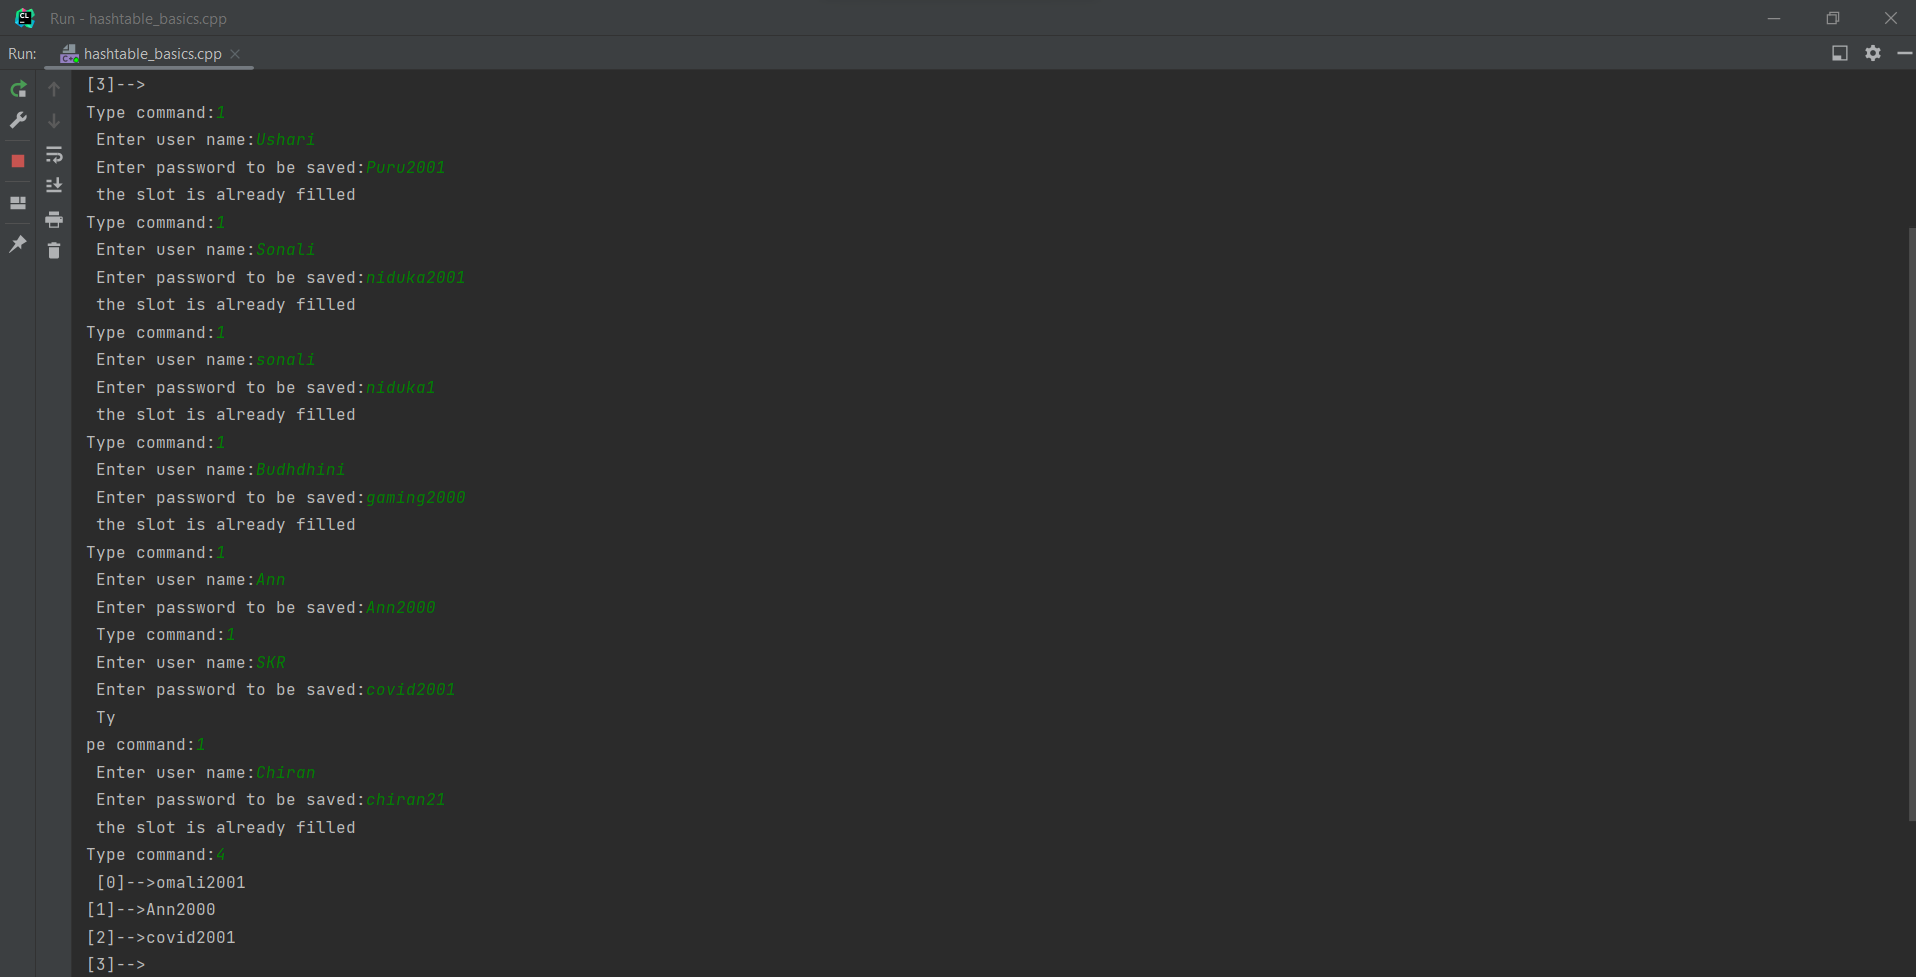 Run - hashtable_basics.cpp
Run: hashtable_basics.cpp
[3]-->
Type command:1
Enter user name:Ushari
Enter password to be saved:Puru2001
the slot is already filled
Type command:1
Enter user name:Sonali
Enter password to be saved:niduka2001
the slot is already filled
Type command:1
Enter user name:sonali
Enter password to be saved:niduka1
the slot is already filled
Type command:1
Enter user name:Budhdhini
Enter password to be saved:gaming2000
the slot is already filled
Type command:1
Enter user name:Ann
Enter password to be saved:Ann2000
Type command:1
Enter user name:SKR
Enter password to be saved:covid2001
Ty
pe command:1
Enter user name:Chiran
Enter password to be saved:chiran21
the slot is already filled
Type command:4
[0]-->omali2001
[1]-->Ann2000
[2]-->covid2001
[3]-->